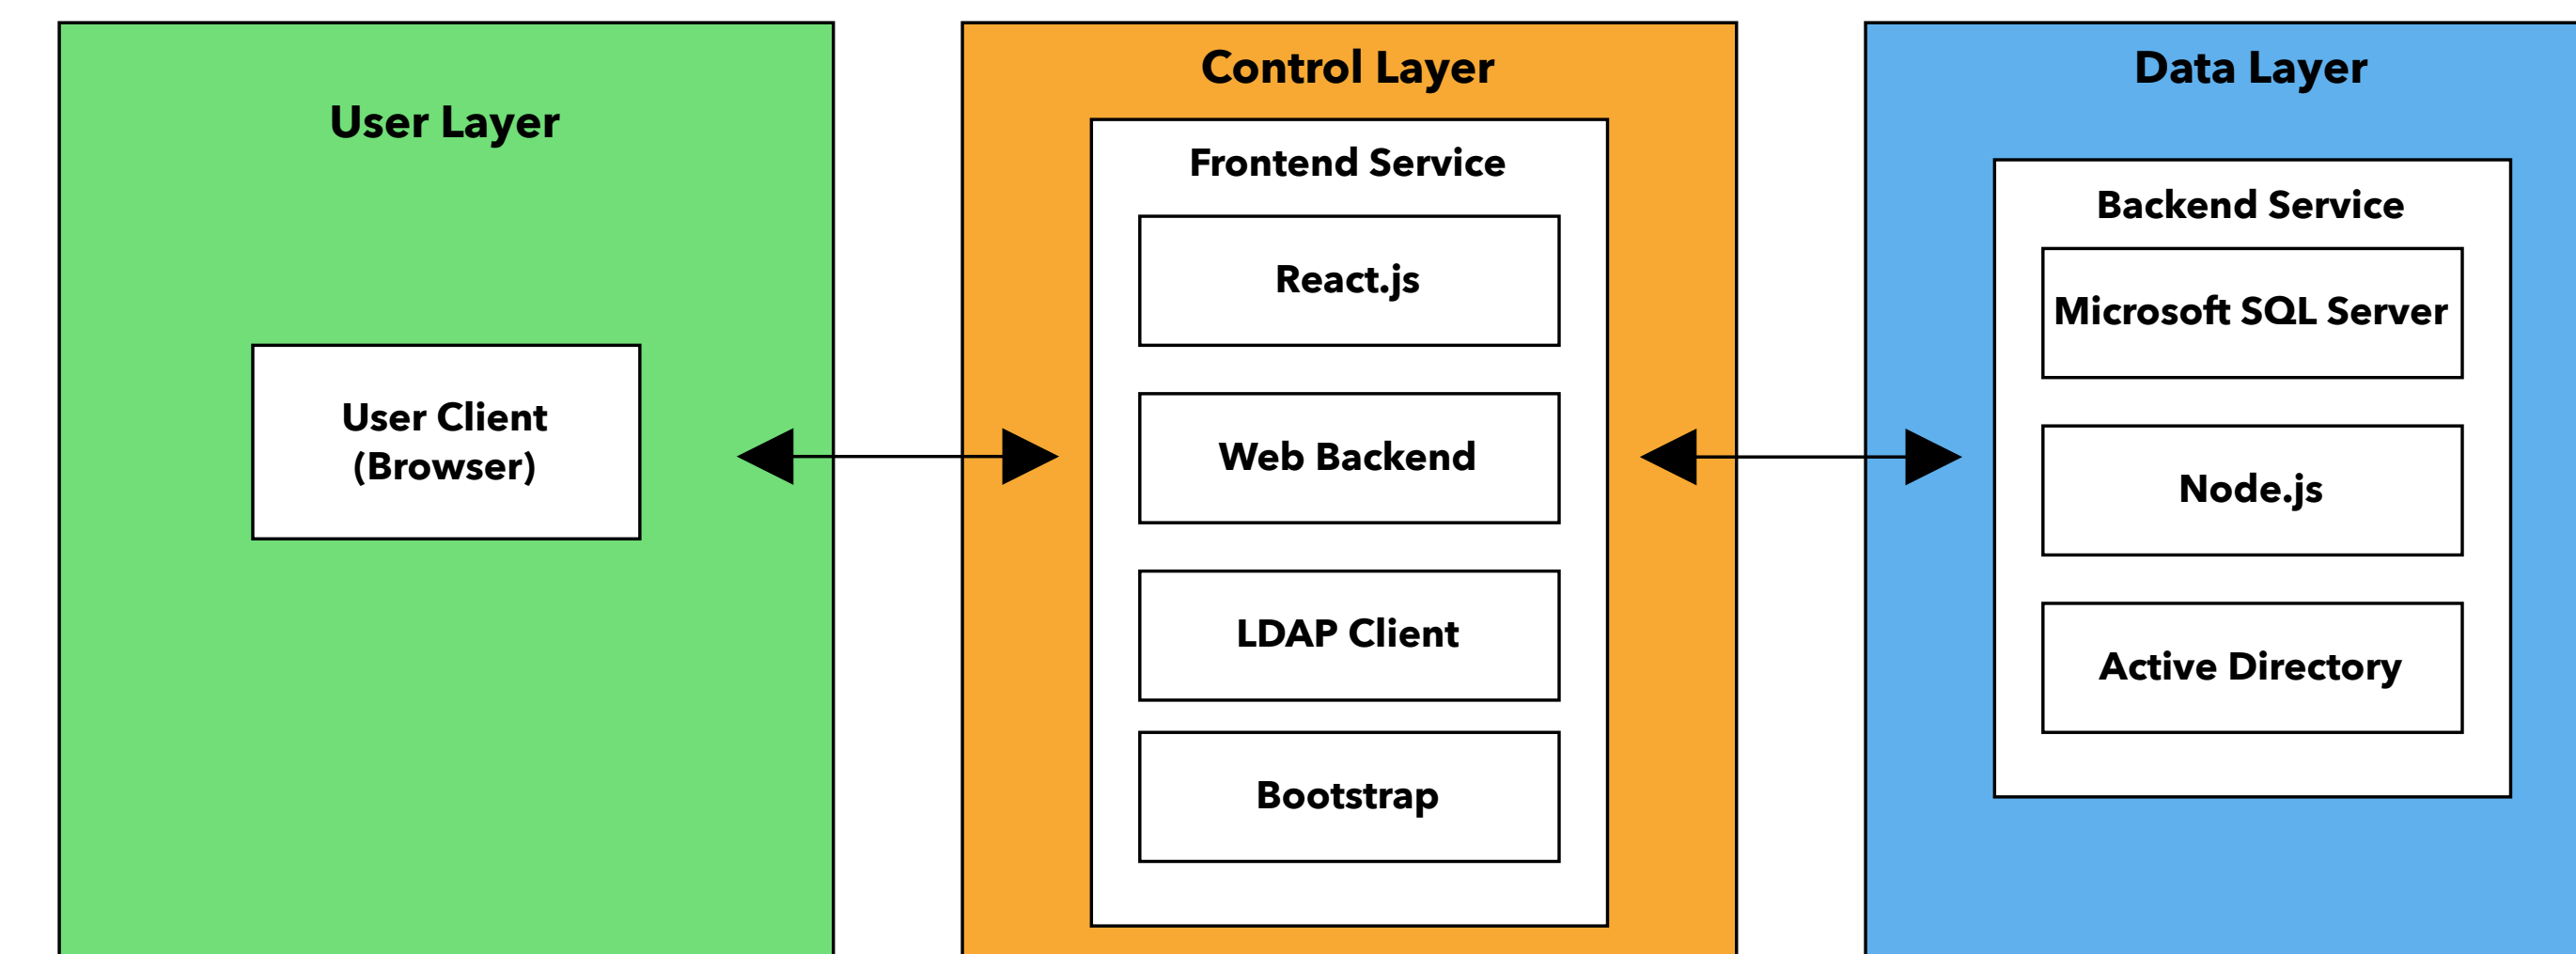 User Layer
User Client
(Browser)
Control Layer
Frontend Service
React.js
Web Backend
LDAP Client
Bootstrap
Data Layer
Backend Service
Microsoft SQL Server
Node.js
Active Directory